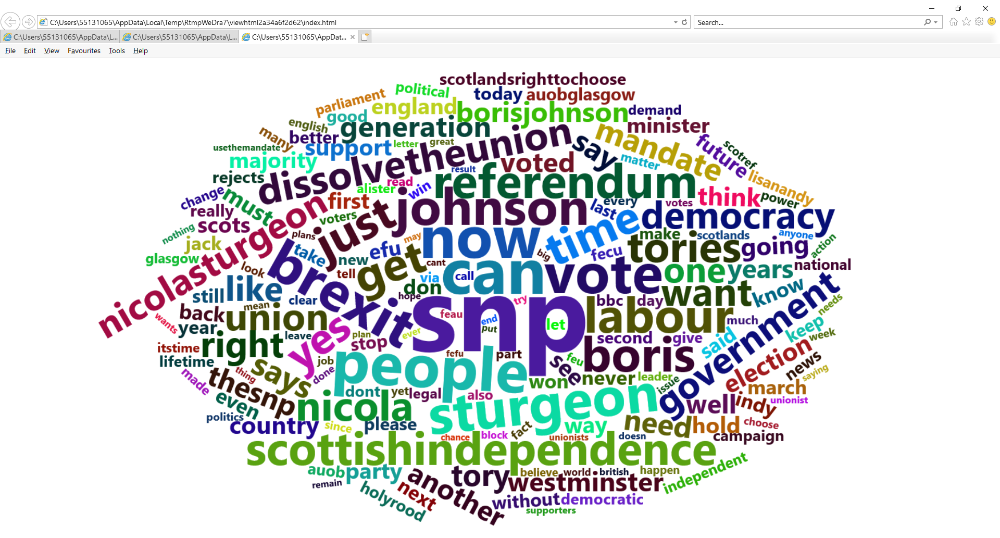 C:\Users\55131065\AppData\Local\Temp\RtmpWeDra7\viewhtml2a34a6f2d62\index.html
Search...
C:\Users\55131065\AppData\L...
C:\Users\55131065\AppData\L...
C:\Users\55131065\AppDat...
File Edit View Favourites Tools Help
scotlandsrighttochoose
political
parliament
today
auobglasgow
england
borisjohnson
demand
good
english
generation
minister
many
better
dissolvetheunion
mandate
usethemandate
support
letter
great
say
future
scotref
majority
matter
voted
result
rejects
referendum
lisanandy
alister
read
win
change
must
first
johnson
every
votes
think
power
really
nicolasturgeon
voters
just
last
democracy
scots
time
nothing
plans
may
now
make
scotlands
anyone
jack
take
efu
tories
going
action
glasgow
new
get
big
fecu
look
brexit
tell
cant
can
vote
one
years
national
via
call
like
don
want
know
still
clear
hope
snp
try
bbc
day
government
needs
mean
wants
back
union
feau
end
let
labour
much
year
yes
plan
ever
put
keep
week
leave
itstime
right
stop
second
give
said
lifetime
job
people
fefu
part
see
feu
boris
election
news
says
made
thing
done
never
leader
saying
thesnp
won
issue
dont
yet
legal
also
sturgeon
march
even
nicola
well
indy
unionist
politics
country
since
please
way
need
hold
choose
chance
block
fact
unionists
doesn
campaign
scottishindependence
auob
party
another
tory
believe
world
british
happen
independent
remain
westminster
holyrood
next
without
democratic
supporters